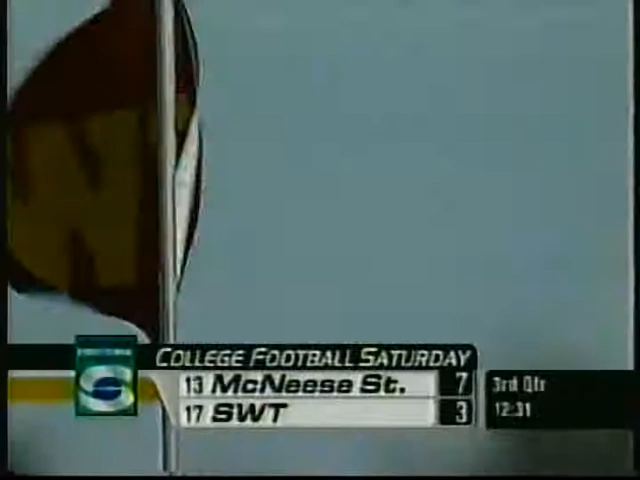 COLLEGE FOOTBALL SATURDAY
13 McNeese St. 7
17 SWT 3
3rd Qtr
12:31